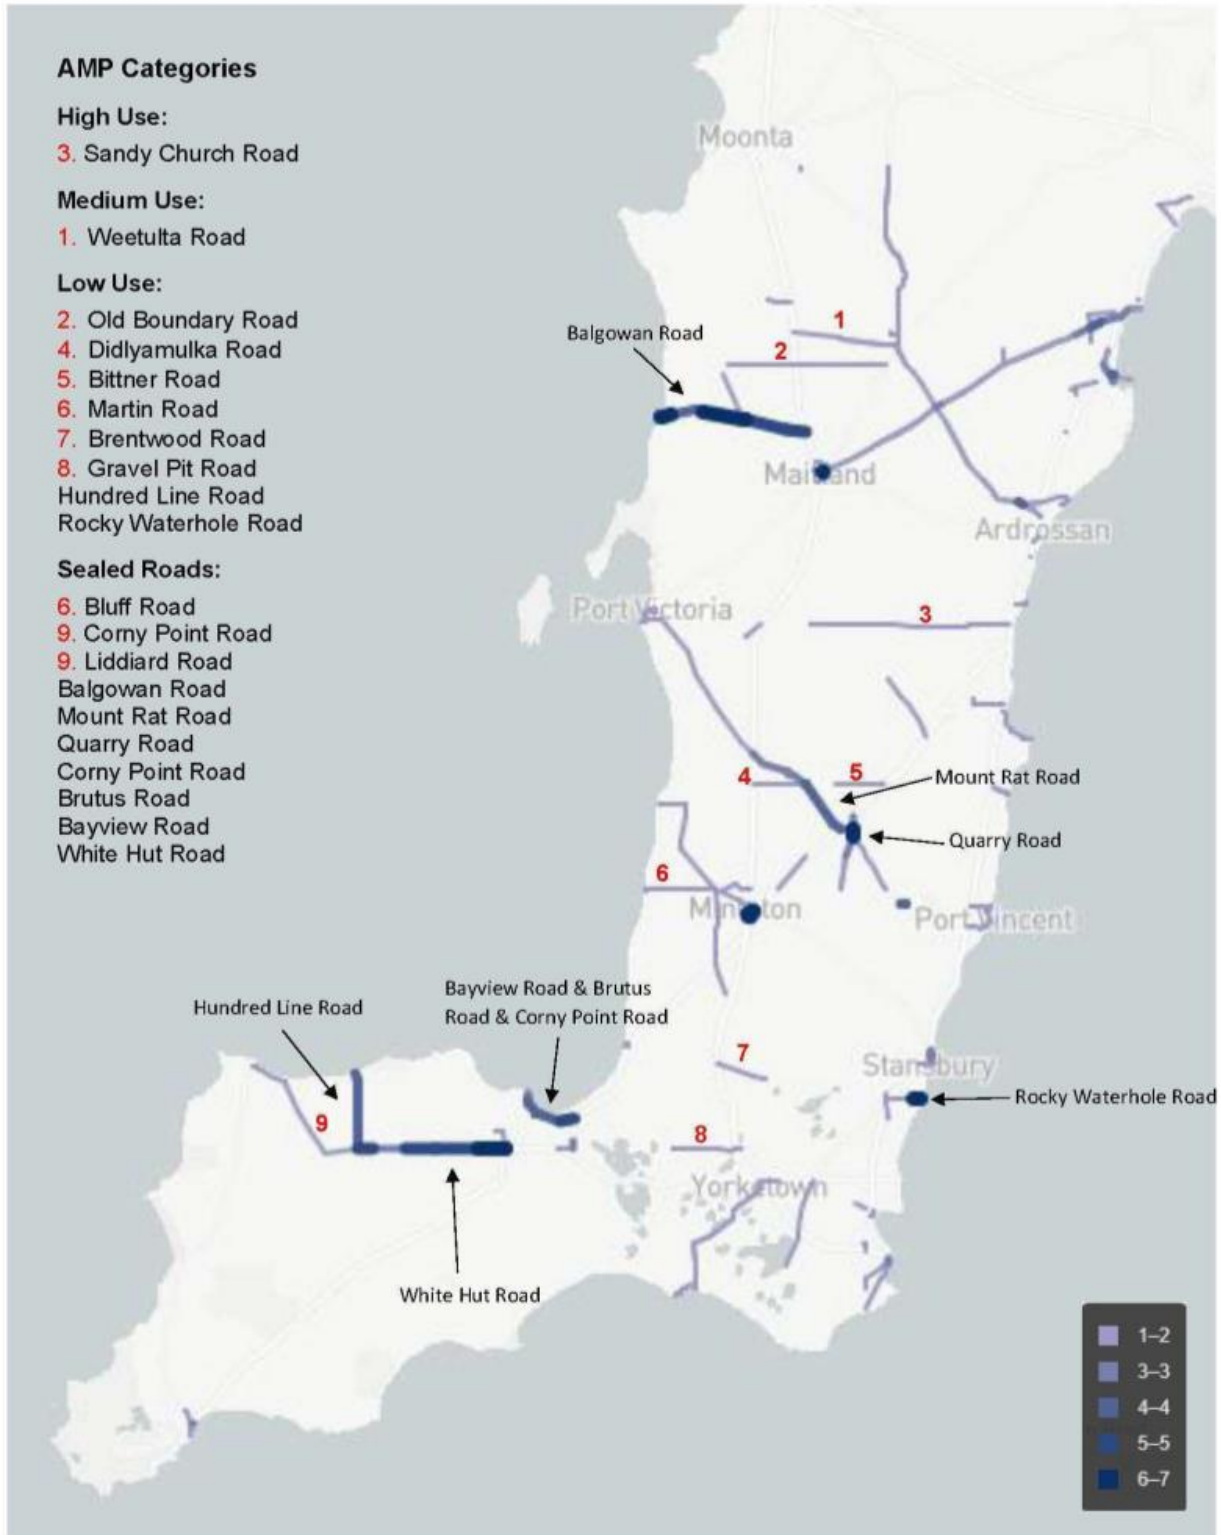 AMP Categories
High Use:
3. Sandy Church Road
Medium Use:
1. Weetulta Road
Low Use:
2. Old Boundary Road
4. Didlyamulka Road
5. Bittner Road
6. Martin Road
7. Brentwood Road
8. Gravel Pit Road
Hundred Line Road
Rocky Waterhole Road
Sealed Roads:
6. Bluff Road
9. Corny Point Road
9. Liddiard Road
Balgowan Road
Mount Rat Road
Quarry Road
Corny Point Road
Brutus Road
Bayview Road
White Hut Road
Moonta
1
Balgowan Road
2
Maitland
Ardrossan
Port Victoria
3
4
5
Mount Rat Road
Quarry Road
6
Minlaton
Port Vincent
Bayview Road & Brutus
Road & Corny Point Road
Hundred Line Road
7
Stansbury
Rocky Waterhole Road
9
8
Yorketown
White Hut Road
1–2
3–3
4–4
5–5
6–7